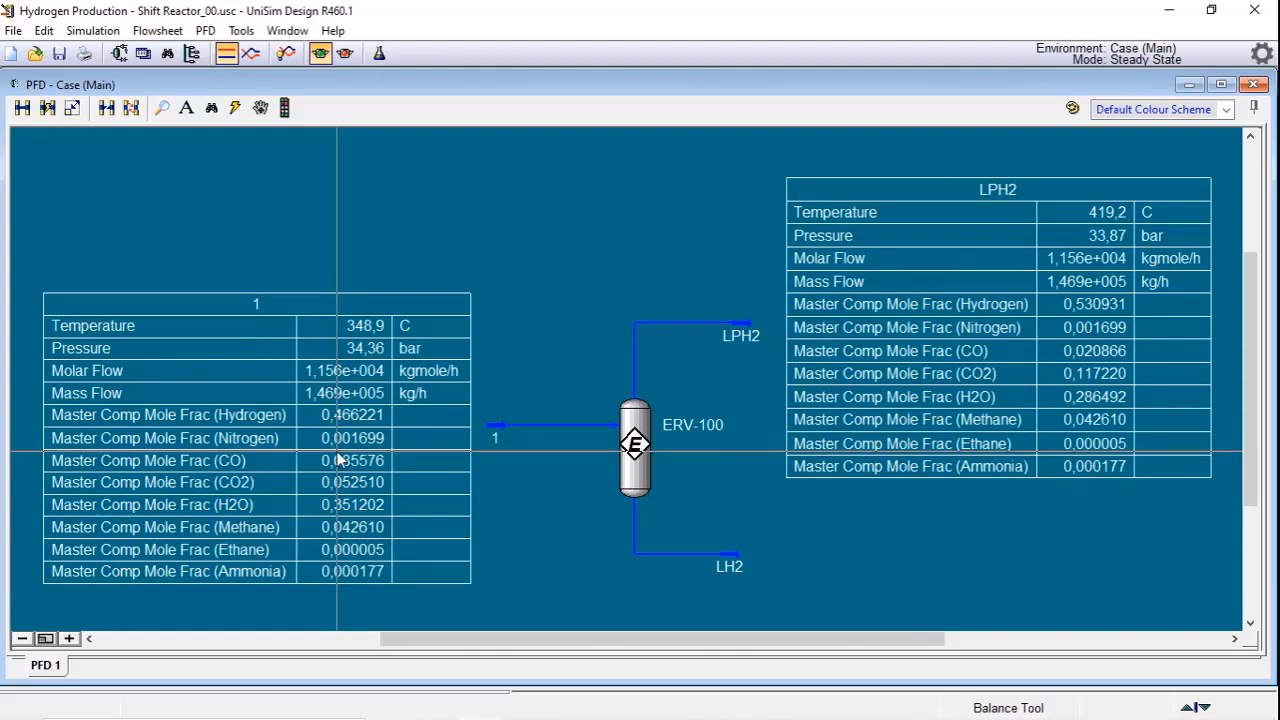 Hydrogen Production - Shift Reactor_00.usc - UniSim Design R460.1
File Edit Simulation Flowsheet PFD Tools Window Help
Environment: Case (Main)
Mode: Steady State
PFD - Case (Main)
A
Default Colour Scheme
1
Temperature 348,9 C
Pressure 34,36 bar
Molar Flow 1,156e+004 kgmole/h
Mass Flow 1,469e+005 kg/h
Master Comp Mole Frac (Hydrogen) 0,466221
Master Comp Mole Frac (Nitrogen) 0,001699
Master Comp Mole Frac (CO)
Master Comp Mole Frac (CO2) 0,052510
Master Comp Mole Frac (H2O) 0,351202
Master Comp Mole Frac (Methane) 0,042610
Master Comp Mole Frac (Ethane) 0,000005
Master Comp Mole Frac (Ammonia) 0,000177
1
LPH2
ERV-100
E
LH2
LPH2
Temperature 419,2 C
Pressure 33,87 bar
Molar Flow 1,156e+004 kgmole/h
Mass Flow 1,469e+005 kg/h
Master Comp Mole Frac (Hydrogen) 0,530931
Master Comp Mole Frac (Nitrogen) 0,001699
Master Comp Mole Frac (CO) 0,020866
Master Comp Mole Frac (CO2) 0,117220
Master Comp Mole Frac (H2O) 0,286492
Master Comp Mole Frac (Methane) 0,042610
Master Comp Mole Frac (Ethane) 0,000005
Master Comp Mole Frac (Ammonia) 0,000177
PFD 1
Balance Tool